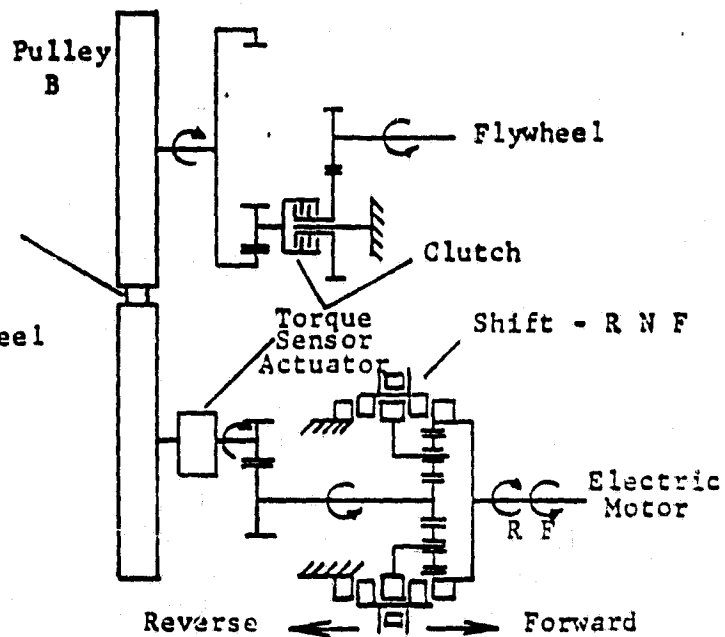 Pulley
B
Flywheel
Clutch
Torque
Sensor
Actuator
Shift - R N F
eel
Electric
Motor
R F
Reverse
Forward